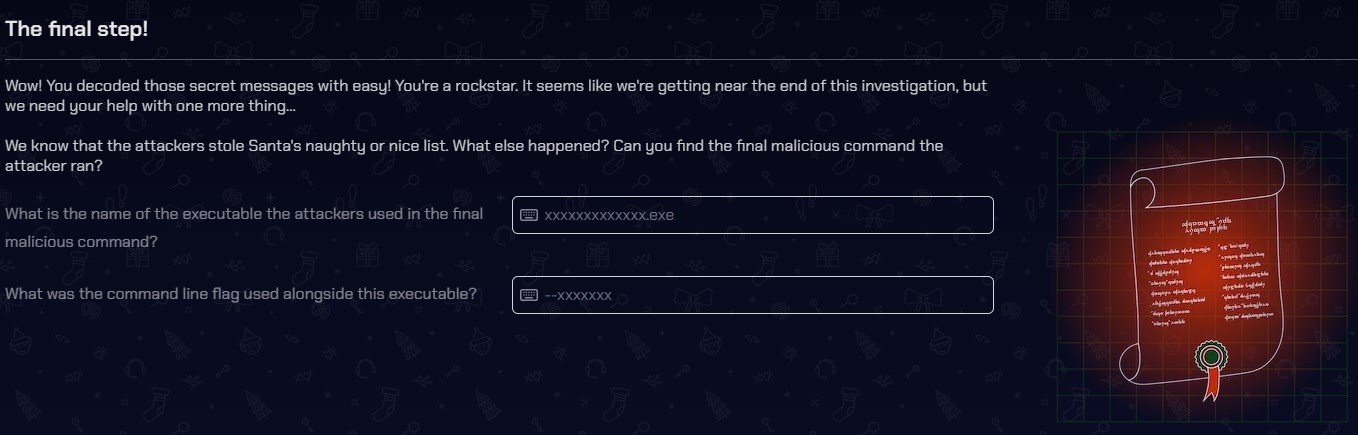 The final step!
Wow! You decoded those secret messages with easy! You're a rockstar. It seems like we're getting near the end of this investigation, but
we need your help with one more thing...
We know that the attackers stole Santa's naughty or nice list. What else happened? Can you find the final malicious command the
attacker ran?
What is the name of the executable the attackers used in the final
malicious command?
xxxxxxxxxxxxx.exe
What was the command line flag used alongside this executable?
--xxxxxxx